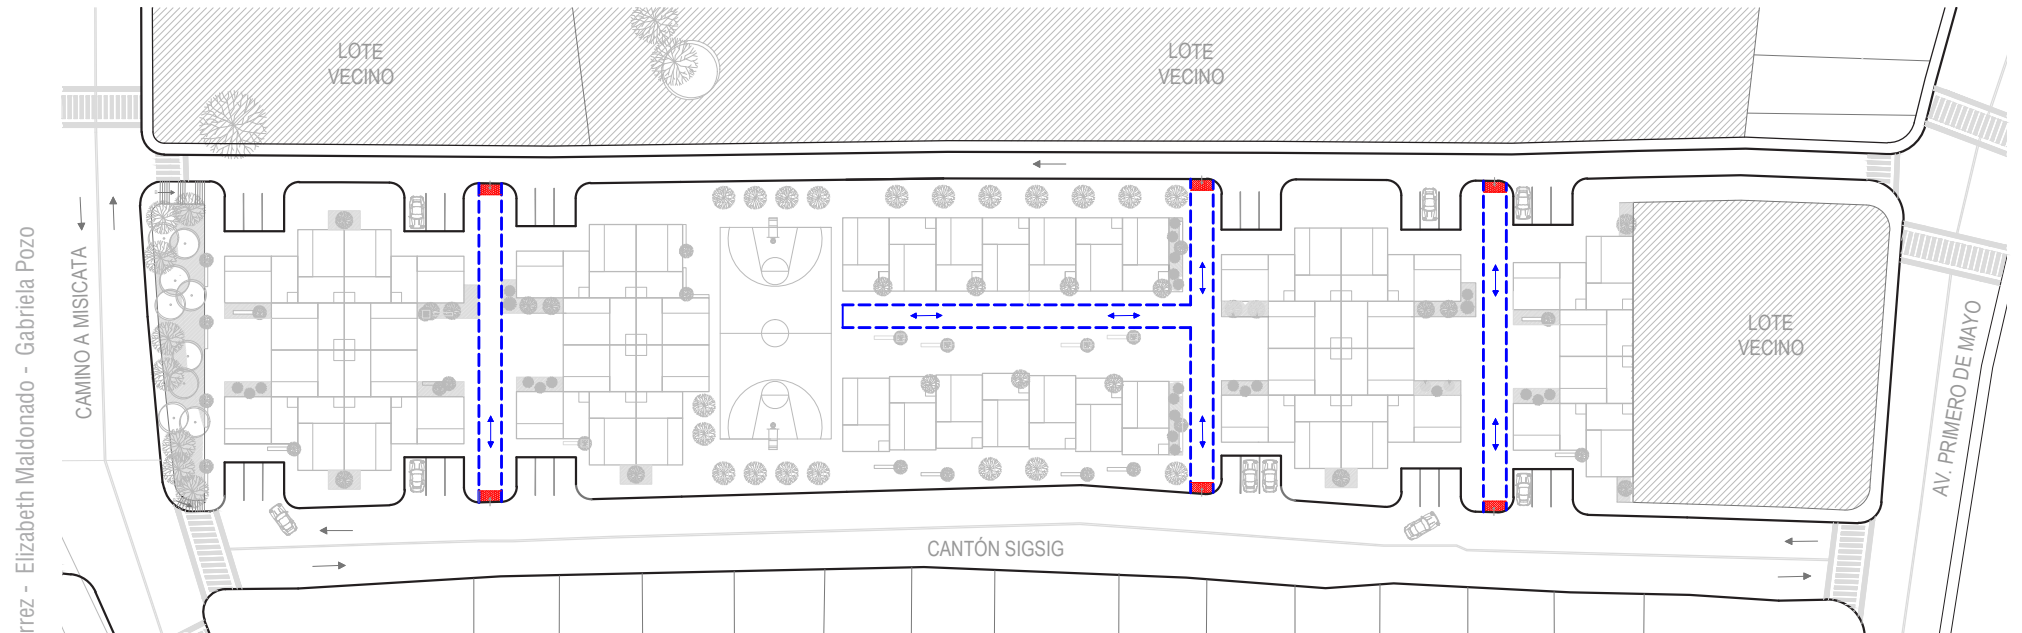 LOTE
VECINO
LOTE
VECINO
CAMINO A MISICATA
LOTE
VECINO
AV. PRIMERO DE MAYO
CANTÓN SIGSIG
rrez - Elizabeth Maldonado - Gabriela Pozo